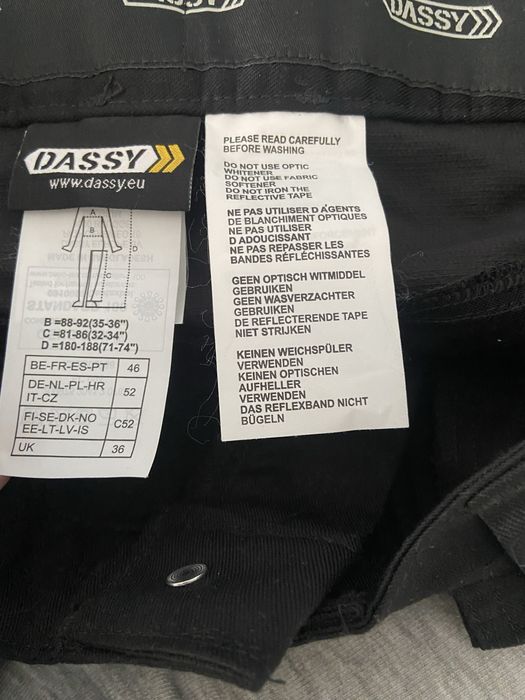 DASSY
DASSY
www.dassy.eu
A
B
C
D
B =88-92(35-36")
C =81-86(32-34")
D =180-188(71-74")
BE-FR-ES-PT 46
DE-NL-PL-HR
IT-CZ 52
FI-SE-DK-NO
EE-LT-LV-IS C52
UK 36
PLEASE READ CAREFULLY
BEFORE WASHING
DO NOT USE OPTIC
WHITENER
DO NOT USE FABRIC
SOFTENER
DO NOT IRON THE
REFLECTIVE TAPE
NE PAS UTILISER D AGENTS
DE BLANCHIMENT OPTIQUES
NE PAS UTILISER
D ADOUCISSANT
NE PAS REPASSER LES
BANDES RÉFLÉCHISSANTES
GEEN OPTISCH WITMIDDEL
GEBRUIKEN
GEEN WASVERZACHTER
GEBRUIKEN
DE REFLECTERENDE TAPE
NIET STRIJKEN
KEINEN WEICHSPÜLER
VERWENDEN
KEINEN OPTISCHEN
AUFHELLER
VERWENDEN
DAS REFLEXBAND NICHT
BÜGELN